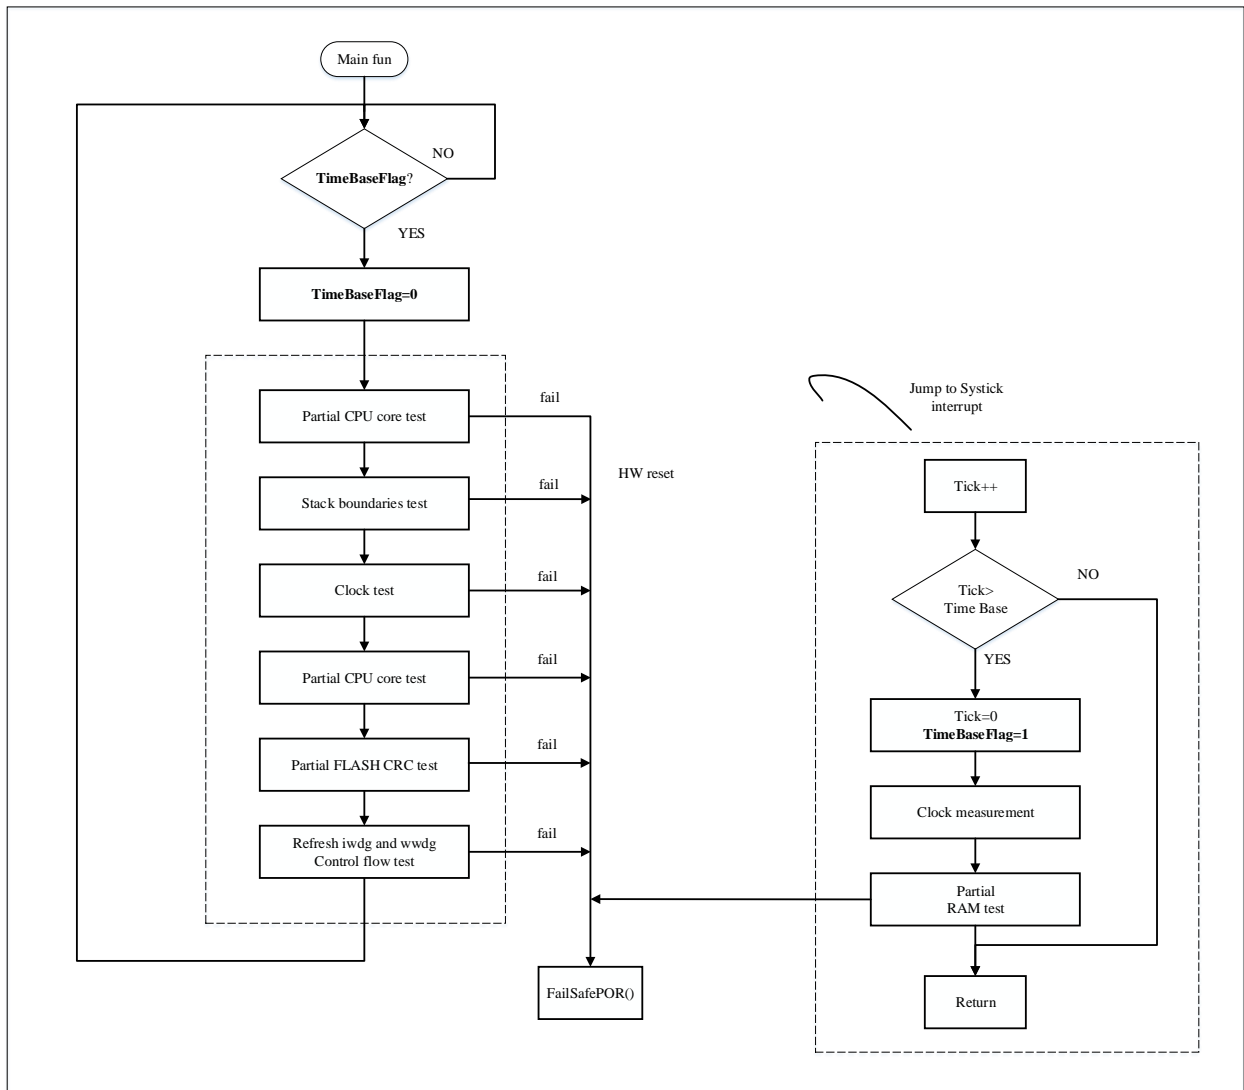 Main fun
TimeBaseFlag?
NO
YES
TimeBaseFlag=0
Partial CPU core test
fail
Stack boundaries test
fail
Clock test
fail
Partial CPU core test
fail
Partial FLASH CRC test
fail
Refresh iwdg and wwdg
Control flow test
fail
HW reset
FailSafePOR()
Jump to Systick
interrupt
Tick++
Tick>
Time Base
NO
YES
Tick=0
TimeBaseFlag=1
Clock measurement
Partial
RAM test
Return